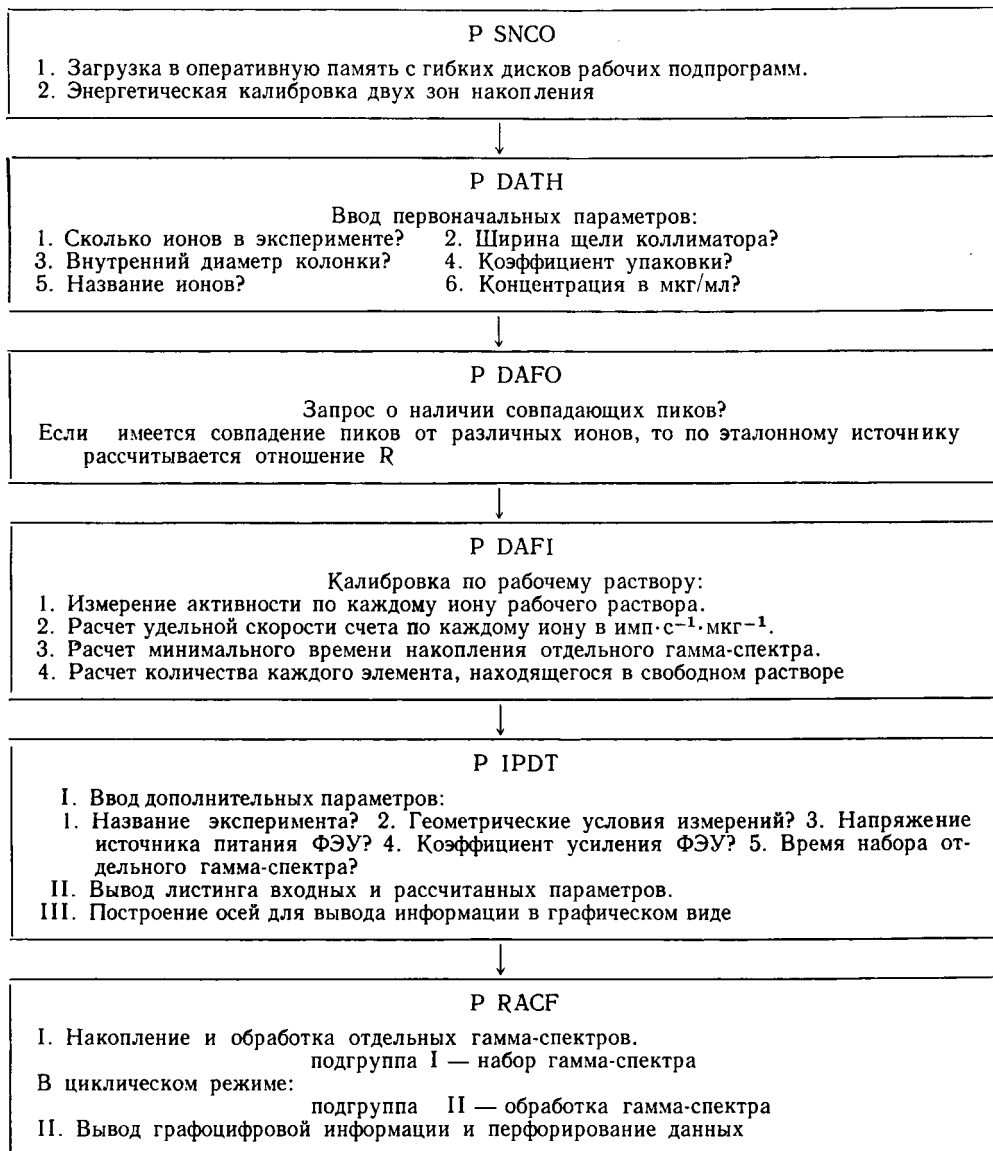 P SNCO
1. Загрузка в оперативную память с гибких дисков рабочих подпрограмм.
2. Энергетическая калибровка двух зон накопления
↓
P DATH
Ввод первоначальных параметров:
1. Сколько ионов в эксперименте? 2. Ширина щели коллиматора?
3. Внутренний диаметр колонки? 4. Коэффициент упаковки?
5. Название ионов? 6. Концентрация в мкг/мл?
↓
P DAFO
Запрос о наличии совпадающих пиков?
Если имеется совпадение пиков от различных ионов, то по эталонному источнику
рассчитывается отношение R
↓
P DAFI
Калибровка по рабочему раствору:
1. Измерение активности по каждому иону рабочего раствора.
2. Расчет удельной скорости счета по каждому иону в имп·с⁻¹·мкг⁻¹.
3. Расчет минимального времени накопления отдельного гамма-спектра.
4. Расчет количества каждого элемента, находящегося в свободном растворе
↓
P IPDT
I. Ввод дополнительных параметров:
1. Название эксперимента? 2. Геометрические условия измерений? 3. Напряжение
источника питания ФЭУ? 4. Коэффициент усиления ФЭУ? 5. Время набора от-
дельного гамма-спектра?
II. Вывод листинга входных и рассчитанных параметров.
III. Построение осей для вывода информации в графическом виде
↓
P RACF
I. Накопление и обработка отдельных гамма-спектров.
подгруппа I — набор гамма-спектра
В циклическом режиме:
подгруппа II — обработка гамма-спектра
II. Вывод графоцифровой информации и перфорирование данных